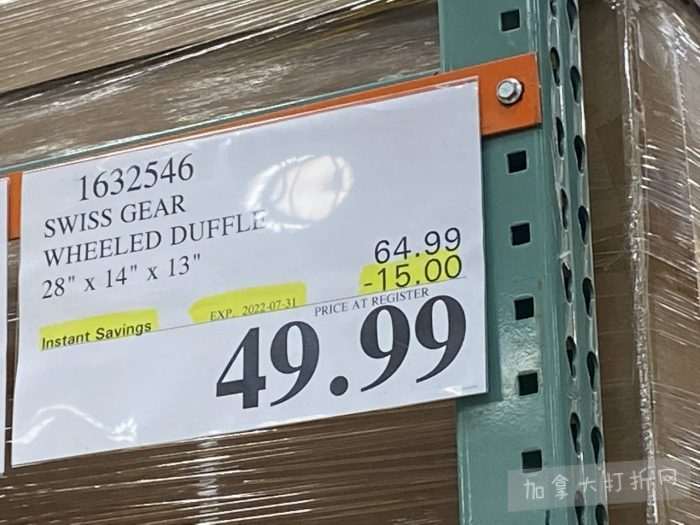 1632546
SWISS GEAR
WHEELED DUFFLE
28" x 14" x 13"
64.99
-15.00
Instant Savings EXP. 2022-07-31 PRICE AT REGISTER
49.99
加拿大打折网